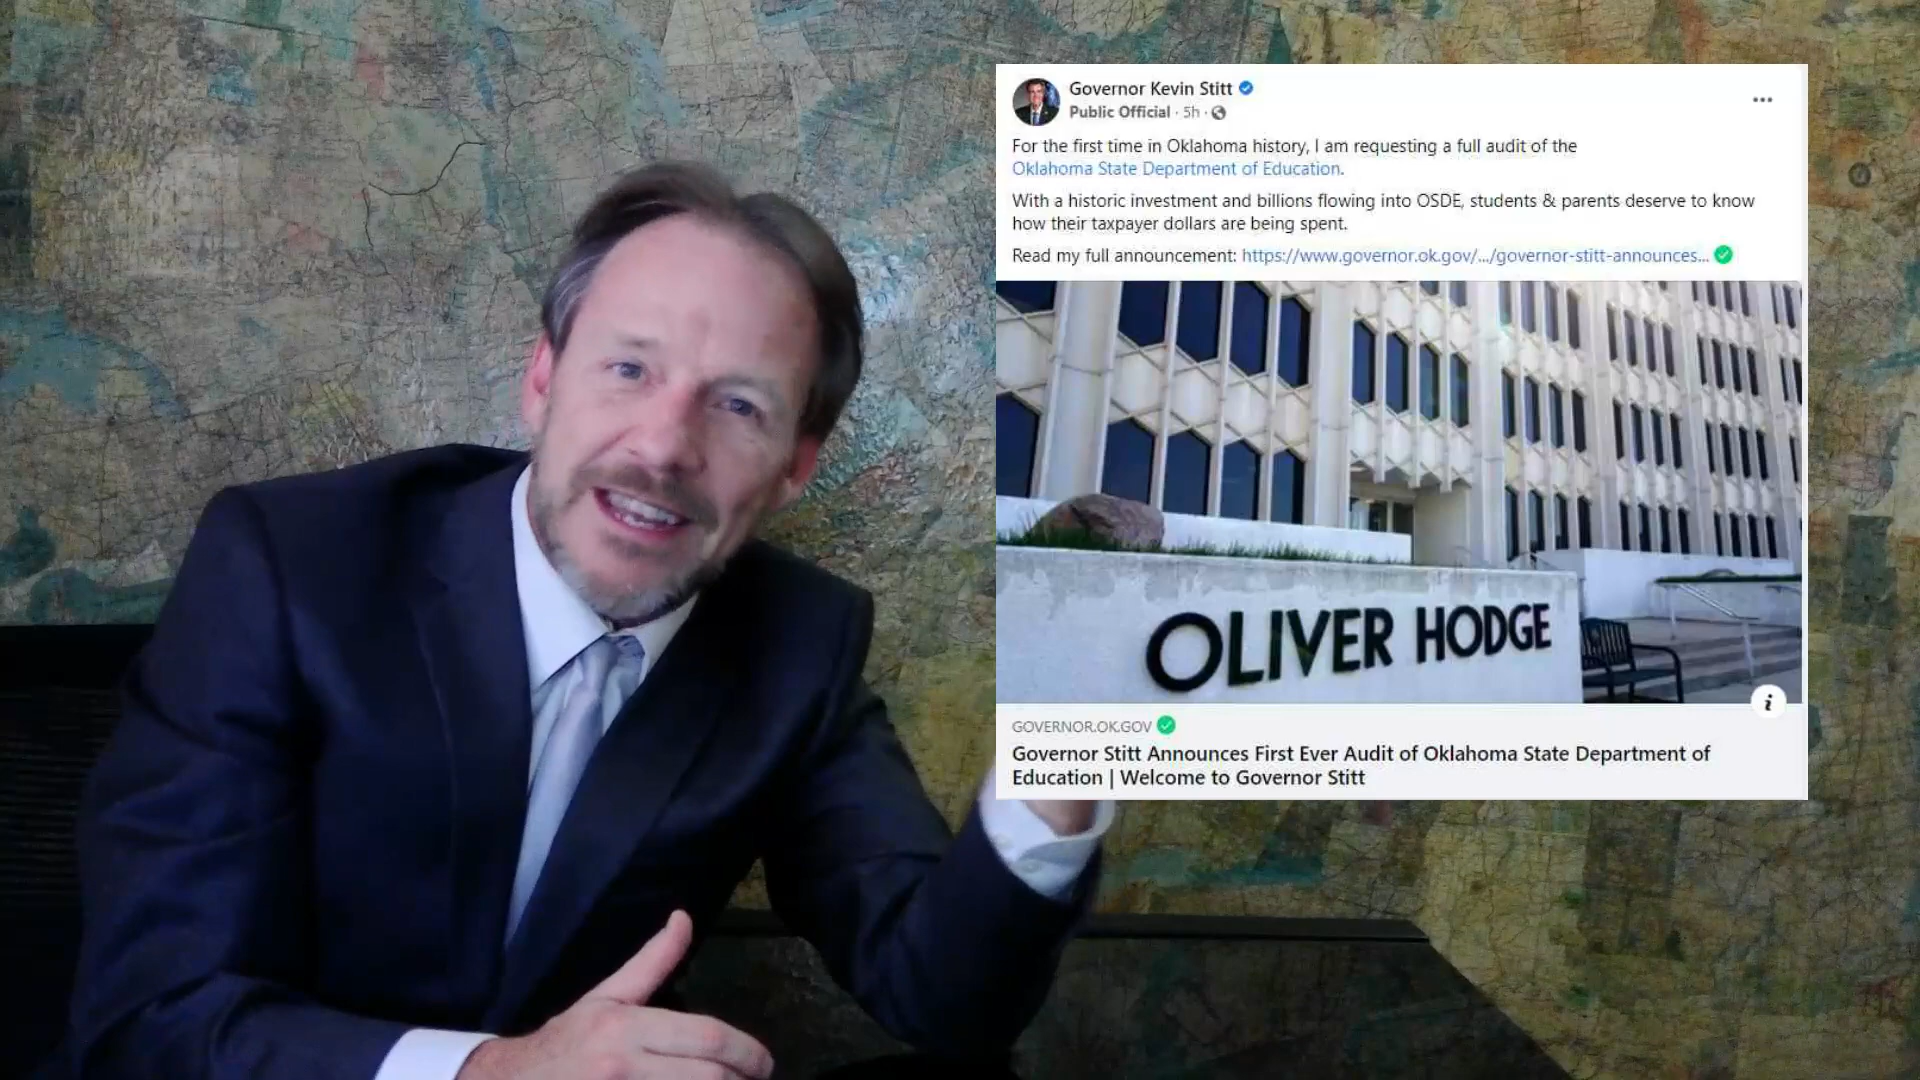 Governor Kevin Stitt
Public Official · 5h ·
For the first time in Oklahoma history, I am requesting a full audit of the
Oklahoma State Department of Education.
With a historic investment and billions flowing into OSDE, students & parents deserve to know
how their taxpayer dollars are being spent.
Read my full announcement: https://www.governor.ok.gov/.../governor-stitt-announces...
OLIVER HODGE
i
GOVERNOR.OK.GOV
Governor Stitt Announces First Ever Audit of Oklahoma State Department of
Education | Welcome to Governor Stitt